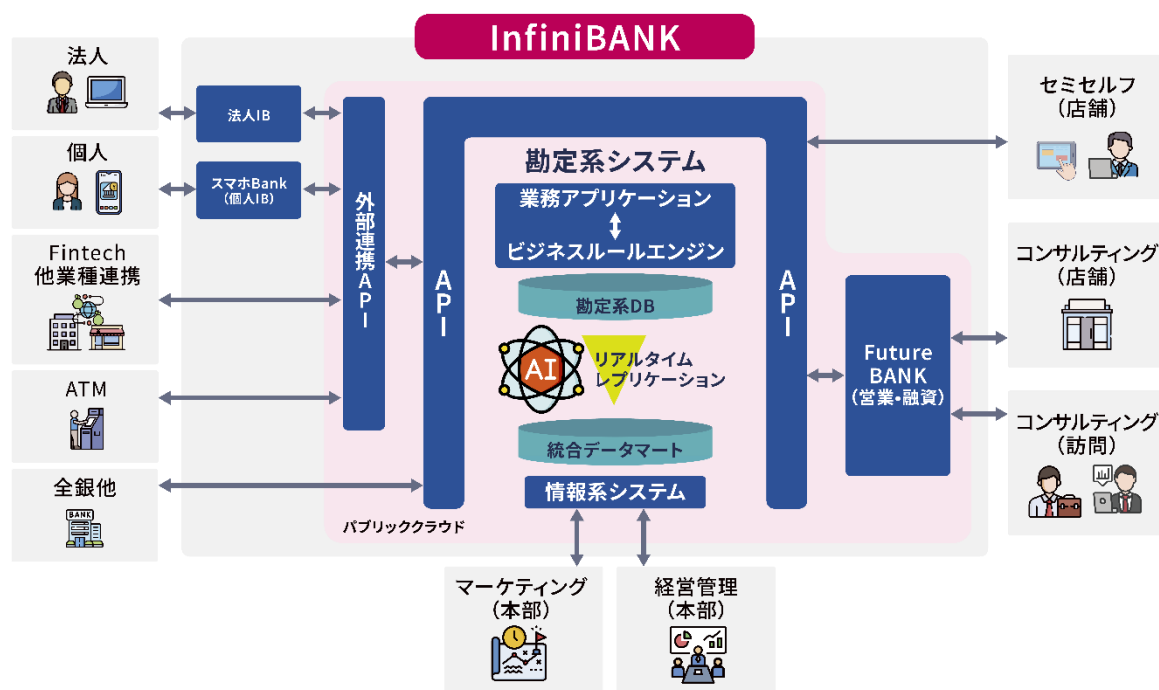 InfiniBANK
法人
個人
Fintech
他業種連携
ATM
全銀他
BANK
法人IB
スマホBank
(個人IB)
外部連携API
API
勘定系システム
業務アプリケーション
ビジネスルールエンジン
勘定系DB
AI
リアルタイム
レプリケーション
統合データマート
情報系システム
API
パブリッククラウド
Future
BANK
(営業・融資)
セミセルフ
(店舗)
コンサルティング
(店舗)
コンサルティング
(訪問)
マーケティング
(本部)
経営管理
(本部)